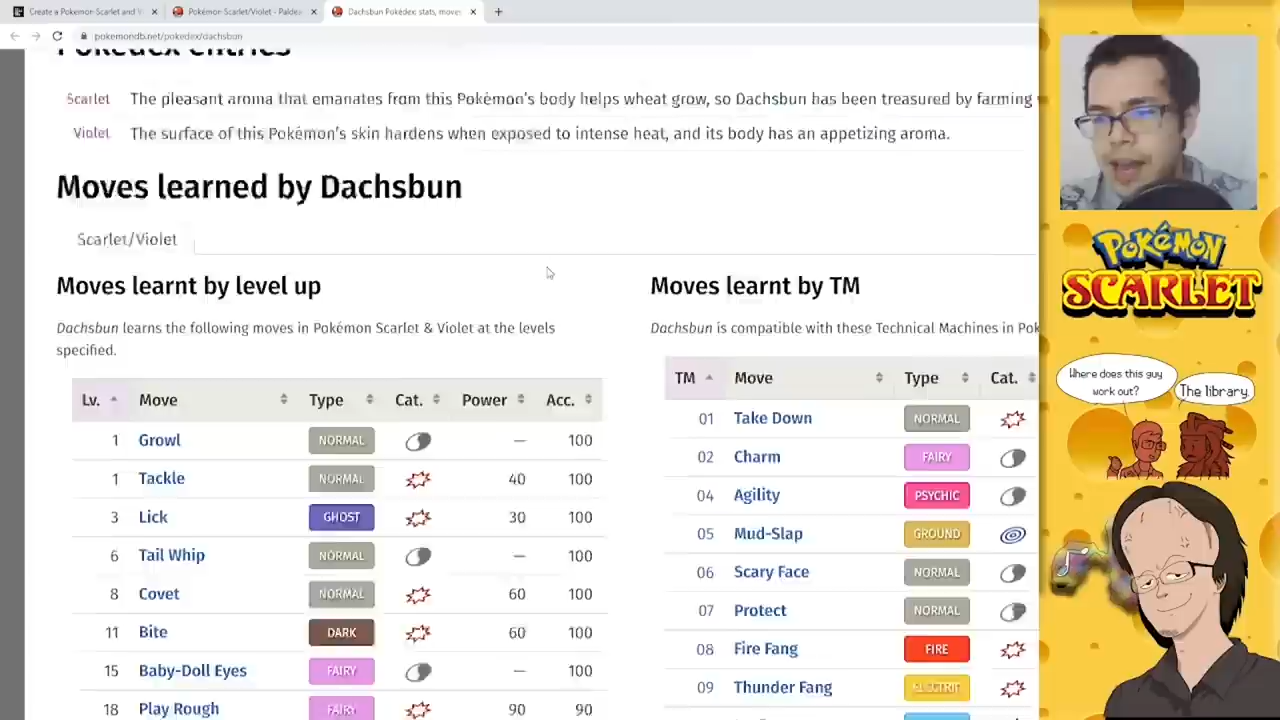 Create a Pokemon Scarlet and V
Pokémon Scarlet/Violet - Paldea
Dachsbun Pokédex: stats, moves
pokemondb.net/pokedex/dachsbun
Pokédex entries
Scarlet The pleasant aroma that emanates from this Pokémon's body helps wheat grow, so Dachsbun has been treasured by farming
Violet The surface of this Pokémon's skin hardens when exposed to intense heat, and its body has an appetizing aroma.
Moves learned by Dachsbun
Scarlet/Violet
Moves learnt by level up
Dachsbun learns the following moves in Pokémon Scarlet & Violet at the levels
specified.
Lv. Move Type Cat. Power Acc.
1 Growl NORMAL — 100
1 Tackle NORMAL 40 100
3 Lick GHOST 30 100
6 Tail Whip NORMAL — 100
8 Covet NORMAL 60 100
11 Bite DARK 60 100
15 Baby-Doll Eyes FAIRY — 100
18 Play Rough FAIRY 90 90
Moves learnt by TM
Dachsbun is compatible with these Technical Machines in Pok
TM Move Type Cat.
01 Take Down NORMAL
02 Charm FAIRY
04 Agility PSYCHIC
05 Mud-Slap GROUND
06 Scary Face NORMAL
07 Protect NORMAL
08 Fire Fang FIRE
09 Thunder Fang ELECTRIC
POKÉMON
SCARLET
Where does this guy
work out?
The library.